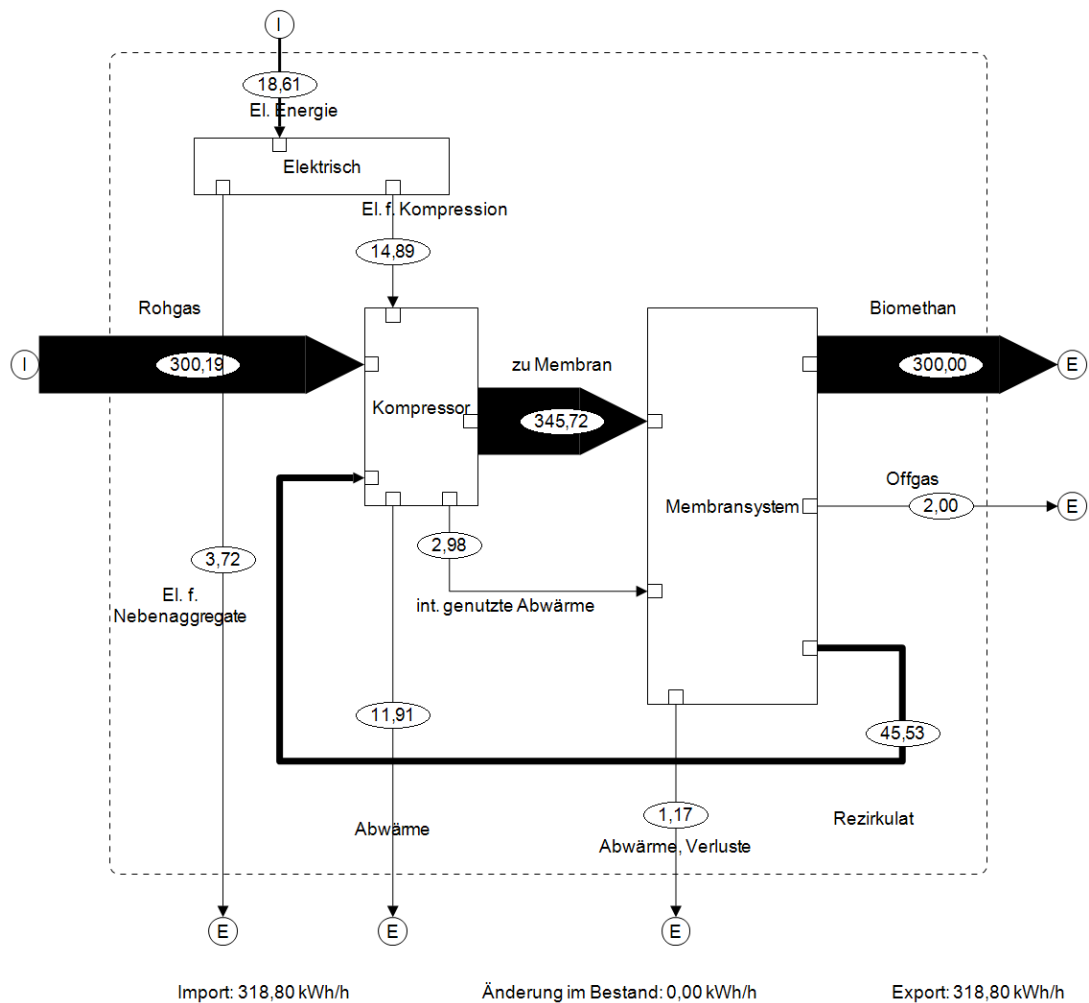 I
18,61
El. Energie
Elektrisch
El. f. Kompression
14,89
Rohgas
zu Membran
Biomethan
I
300,19
300,00
E
Kompressor
345,72
Offgas
Membransystem
2,00
E
2,98
3,72
El. f.
Nebenaggregate
int. genutzte Abwärme
11,91
45,53
1,17
Rezirkulat
Abwärme
Abwärme, Verluste
E
E
E
Import: 318,80 kWh/h
Änderung im Bestand: 0,00 kWh/h
Export: 318,80 kWh/h